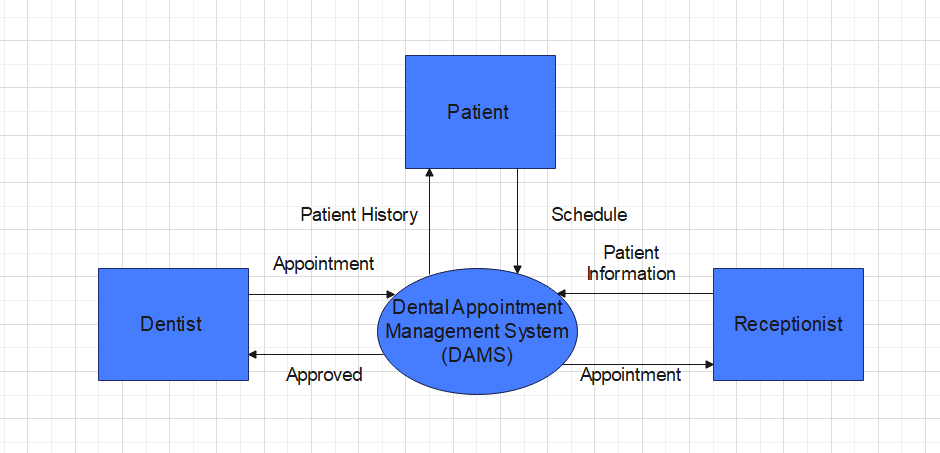 Patient
Patient History
Schedule
Appointment
Patient
Information
Dentist
Dental Appointment
Management System
(DAMS)
Receptionist
Approved
Appointment